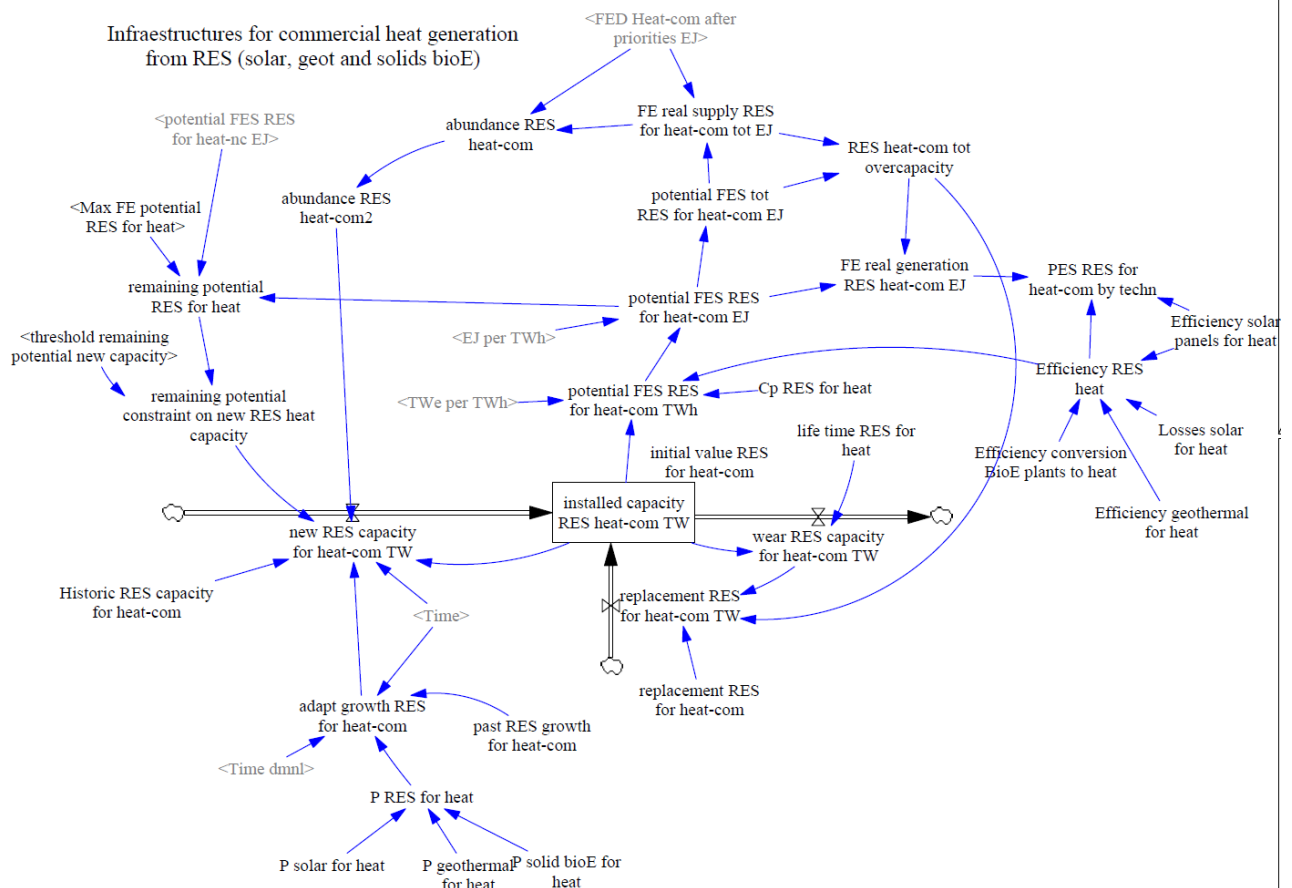 Infraestructures for commercial heat generation
from RES (solar, geot and solids bioE)
<FED Heat-com after
priorities EJ>
<potential FES RES
for heat-nc EJ>
abundance RES
heat-com
FE real supply RES
for heat-com tot EJ
RES heat-com tot
overcapacity
<Max FE potential
RES for heat>
abundance RES
heat-com2
potential FES tot
RES for heat-com EJ
remaining potential
RES for heat
potential FES RES
for heat-com EJ
FE real generation
RES heat-com EJ
PES RES for
heat-com by techn
<threshold remaining
potential new capacity>
<EJ per TWh>
Efficiency solar
panels for heat
remaining potential
constraint on new RES heat
capacity
<TWe per TWh>
potential FES RES
for heat-com TWh
Cp RES for heat
Efficiency RES
heat
initial value RES
for heat-com
life time RES for
heat
Efficiency conversion
BioE plants to heat
Losses solar
for heat
installed capacity
RES heat-com TW
new RES capacity
for heat-com TW
wear RES capacity
for heat-com TW
Efficiency geothermal
for heat
Historic RES capacity
for heat-com
<Time>
replacement RES
for heat-com TW
adapt growth RES
for heat-com
past RES growth
for heat-com
replacement RES
for heat-com
<Time dmnl>
P RES for heat
P solar for heat
P geothermal
for heat
P solid bioE for
heat